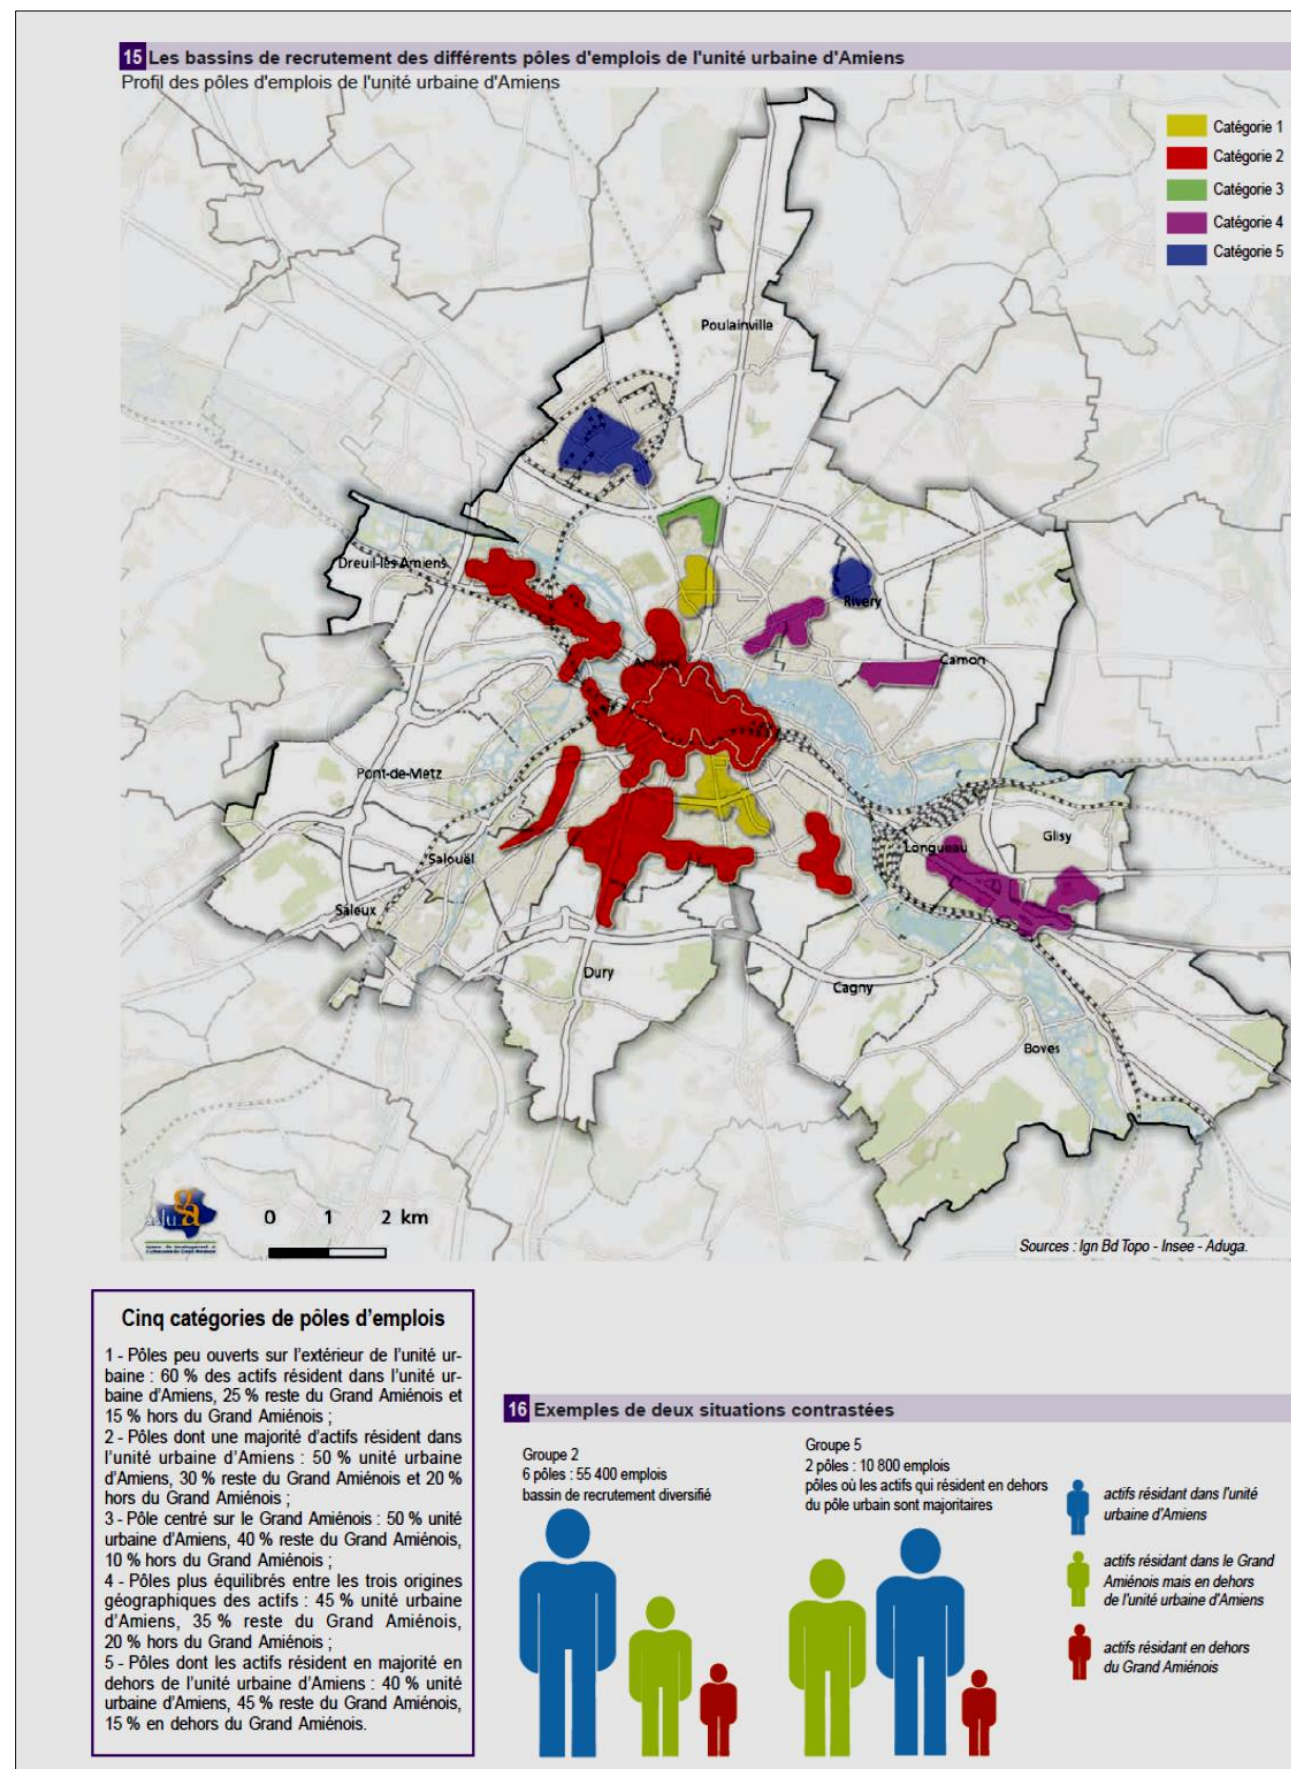 15 Les bassins de recrutement des différents pôles d'emplois de l'unité urbaine d'Amiens
Profil des pôles d'emplois de l'unité urbaine d'Amiens
Catégorie 1
Catégorie 2
Catégorie 3
Catégorie 4
Catégorie 5
Poulainville
Dreuil-lès-Amiens
Rivery
Amiens
Camon
Pont-de-Metz
Glisy
Longueau
Salouël
Saleux
Dury
Cagny
Boves
0 1 2 km
Sources : Ign Bd Topo - Insee - Aduga.
Cinq catégories de pôles d'emplois
1 - Pôles peu ouverts sur l'extérieur de l'unité ur-
baine : 60 % des actifs résident dans l'unité ur-
baine d'Amiens, 25 % reste du Grand Amiénois et
15 % hors du Grand Amiénois ;
2 - Pôles dont une majorité d'actifs résident dans
l'unité urbaine d'Amiens : 50 % unité urbaine
d'Amiens, 30 % reste du Grand Amiénois et 20 %
hors du Grand Amiénois ;
3 - Pôle centré sur le Grand Amiénois : 50 % unité
urbaine d'Amiens, 40 % reste du Grand Amiénois,
10 % hors du Grand Amiénois ;
4 - Pôles plus équilibrés entre les trois origines
géographiques des actifs : 45 % unité urbaine
d'Amiens, 35 % reste du Grand Amiénois,
20 % hors du Grand Amiénois ;
5 - Pôles dont les actifs résident en majorité en
dehors de l'unité urbaine d'Amiens : 40 % unité
urbaine d'Amiens, 45 % reste du Grand Amiénois,
15 % en dehors du Grand Amiénois.
16 Exemples de deux situations contrastées
Groupe 2
6 pôles : 55 400 emplois
bassin de recrutement diversifié
Groupe 5
2 pôles : 10 800 emplois
pôles où les actifs qui résident en dehors
du pôle urbain sont majoritaires
actifs résidant dans l'unité
urbaine d'Amiens
actifs résidant dans le Grand
Amiénois mais en dehors
de l'unité urbaine d'Amiens
actifs résidant en dehors
du Grand Amiénois